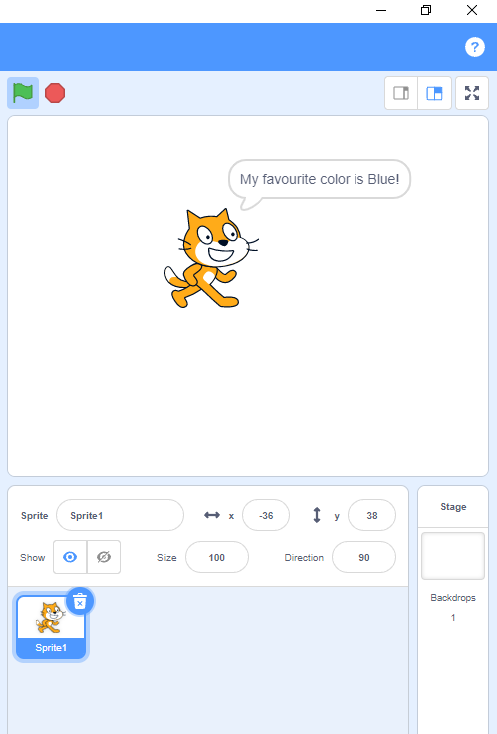 ?
My favourite color is Blue!
Sprite Sprite1 x -36 y 38
Show Size 100 Direction 90
Sprite1
Stage
Backdrops
1